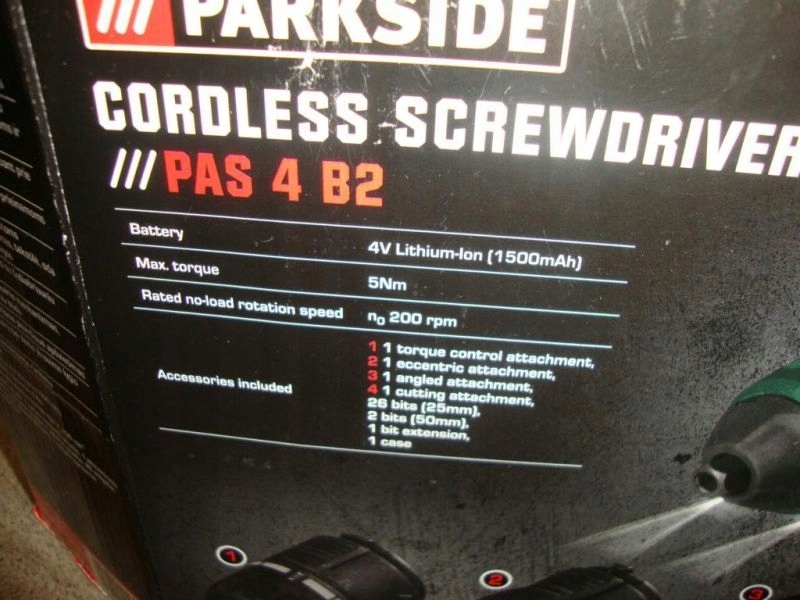 PARKSIDE
CORDLESS SCREWDRIVER
/// PAS 4 B2
Battery 4V Lithium-Ion (1500mAh)
Max. torque 5Nm
Rated no-load rotation speed n0 200 rpm
Accessories included
1 1 torque control attachment,
2 1 eccentric attachment,
3 1 angled attachment,
4 1 cutting attachment,
26 bits (25mm),
2 bits (50mm),
1 bit extension,
1 case
1
2
3